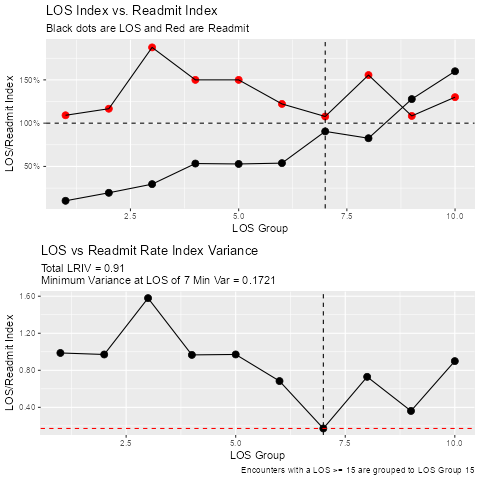 LOS Index vs. Readmit Index
Black dots are LOS and Red are Readmit
LOS/Readmit Index
150%
100%
50%
2.5
5.0
7.5
10.0
LOS Group
LOS vs Readmit Rate Index Variance
Total LRIV = 0.91
Minimum Variance at LOS of 7 Min Var = 0.1721
LOS/Readmit Index
1.60
1.20
0.80
0.40
2.5
5.0
7.5
10.0
LOS Group
Encounters with a LOS >= 15 are grouped to LOS Group 15